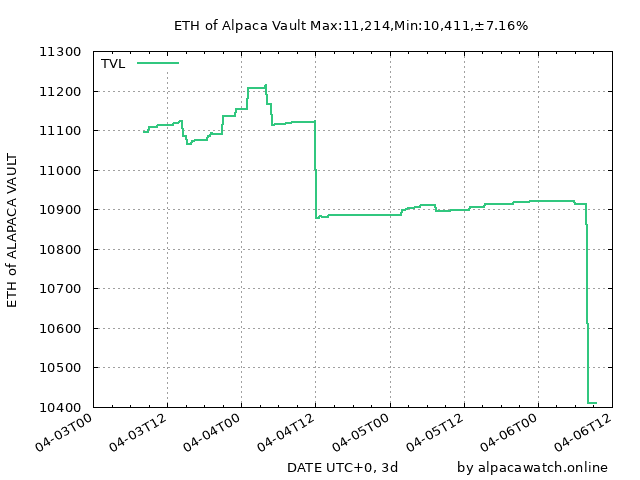 ETH of Alpaca Vault Max:11,214,Min:10,411,±7.16%
TVL
ETH of ALAPACA VAULT
11300
11200
11100
11000
10900
10800
10700
10600
10500
10400
04-03T00
04-03T12
04-04T00
04-04T12
04-05T00
04-05T12
04-06T00
04-06T12
DATE UTC+0, 3d
by alpacawatch.online